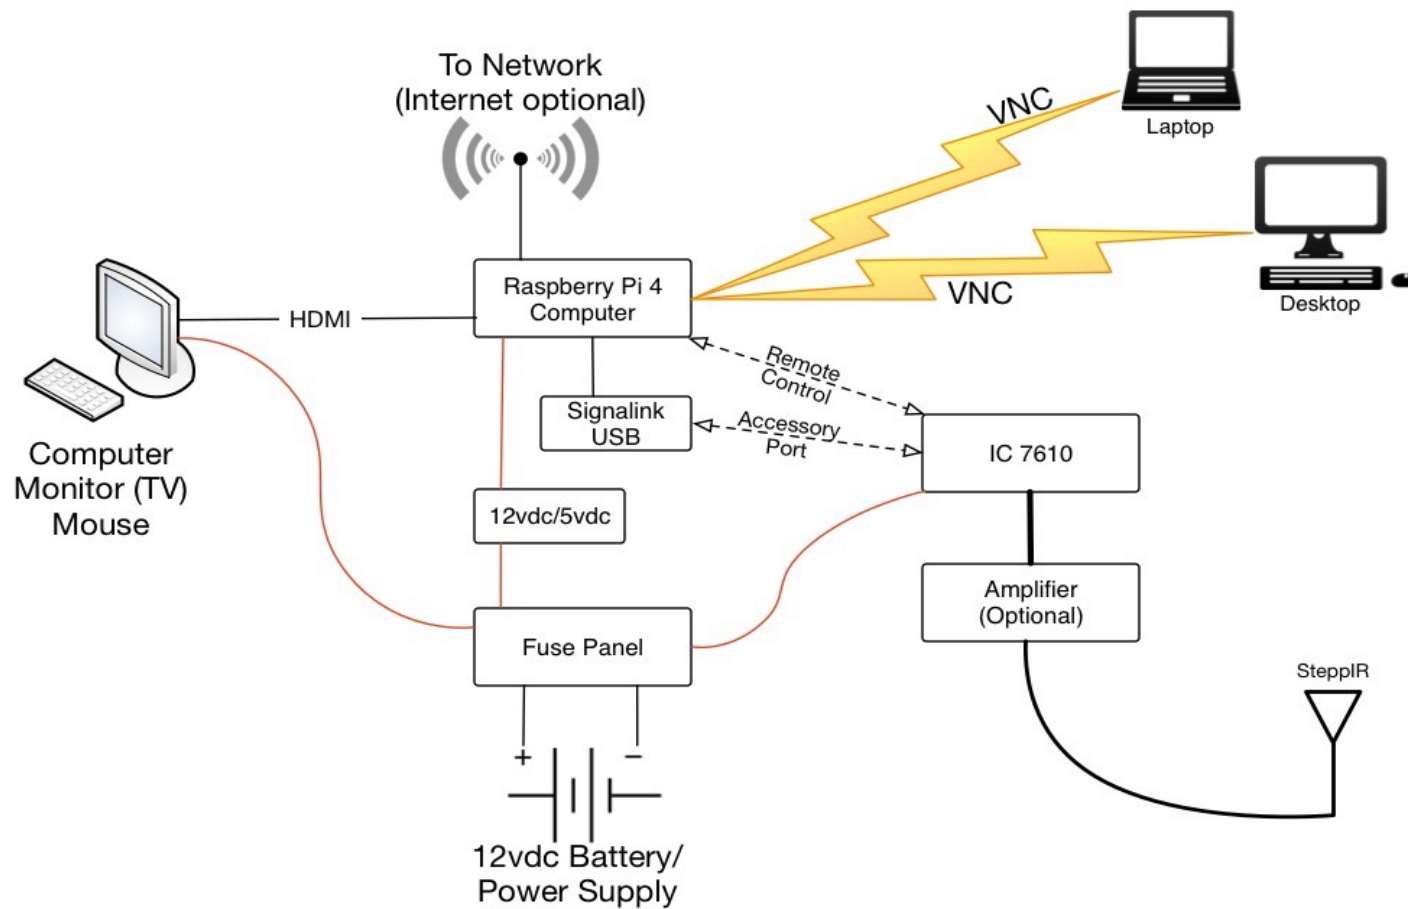 To Network
(Internet optional)
VNC
Laptop
VNC
Desktop
Raspberry Pi 4
Computer
HDMI
Remote
Control
Signalink
USB
Accessory
Port
IC 7610
Computer
Monitor (TV)
Mouse
12vdc/5vdc
Amplifier
(Optional)
Fuse Panel
SteppIR
+
−
12vdc Battery/
Power Supply